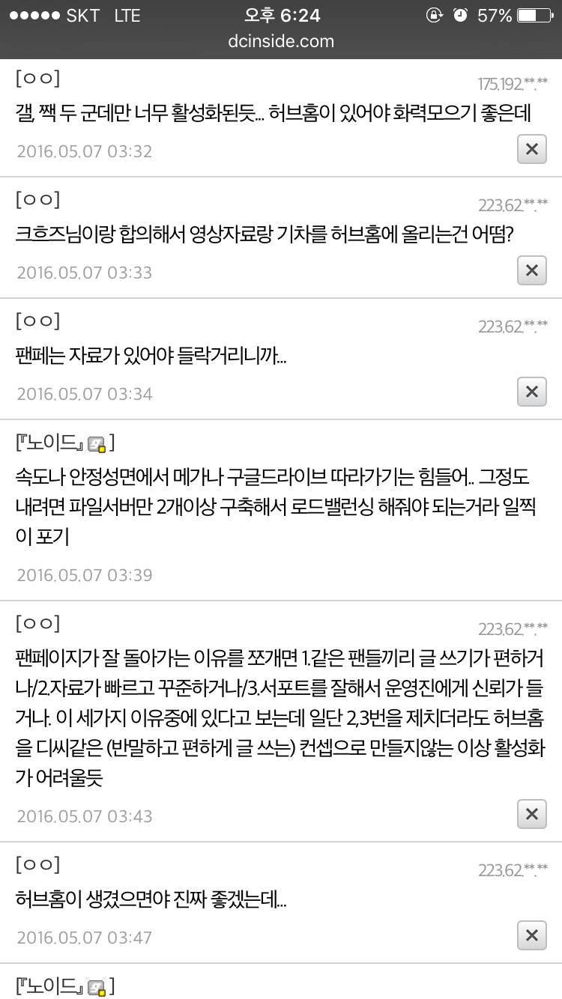 ●●●●● SKT LTE 오후 6:24 57%
dcinside.com
[ㅇㅇ] 175.192.**.**
갤, 짹 두 군데만 너무 활성화된듯... 허브홈이 있어야 화력모으기 좋은데
2016.05.07 03:32
[ㅇㅇ] 223.62.**.**
크흐즈님이랑 합의해서 영상자료랑 기차를 허브홈에 올리는건 어떰?
2016.05.07 03:33
[ㅇㅇ] 223.62.**.**
팬페는 자료가 있어야 들락거리니까...
2016.05.07 03:34
[『노이드』]
속도나 안정성면에서 메가나 구글드라이브 따라가기는 힘들어.. 그정도
내려면 파일서버만 2개이상 구축해서 로드밸런싱 해줘야 되는거라 일찍
이 포기
2016.05.07 03:39
[ㅇㅇ] 223.62.**.**
팬페이지가 잘 돌아가는 이유를 쪼개면 1.같은 팬들끼리 글 쓰기가 편하거
나/2.자료가 빠르고 꾸준하거나/3.서포트를 잘해서 운영진에게 신뢰가 들
거나. 이 세가지 이유중에 있다고 보는데 일단 2,3번을 제치더라도 허브홈
을 디씨같은 (반말하고 편하게 글 쓰는) 컨셉으로 만들지않는 이상 활성화
가 어려울듯
2016.05.07 03:43
[ㅇㅇ] 223.62.**.**
허브홈이 생겼으면야 진짜 좋겠는데...
2016.05.07 03:47
[『노이드』]